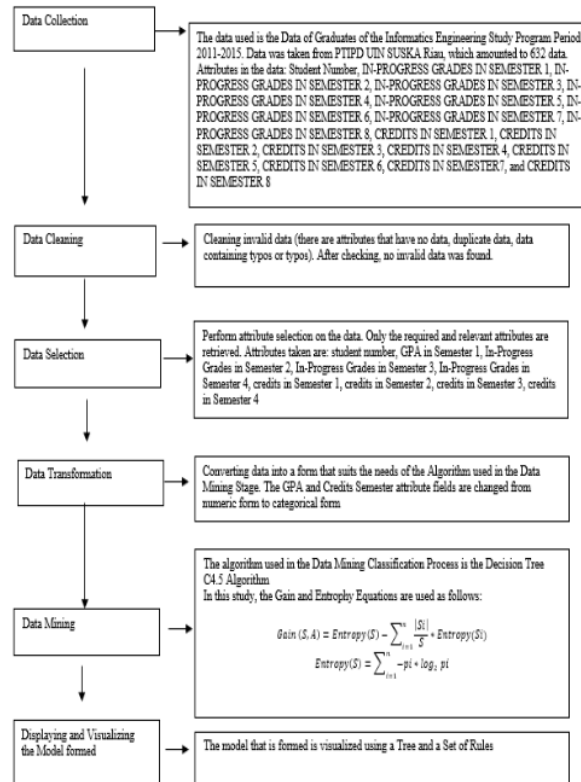 Data Collection
The data used is the Data of Graduates of the Informatics Engineering Study Program Period
2011-2015. Data was taken from PTIPD UIN SUSKA Riau, which amounted to 632 data.
Attributes in the data: Student Number, IN-PROGRESS GRADES IN SEMESTER 1, IN-
PROGRESS GRADES IN SEMESTER 2, IN-PROGRESS GRADES IN SEMESTER 3, IN-
PROGRESS GRADES IN SEMESTER 4, IN-PROGRESS GRADES IN SEMESTER 5, IN-
PROGRESS GRADES IN SEMESTER 6, IN-PROGRESS GRADES IN SEMESTER 7, IN-
PROGRESS GRADES IN SEMESTER 8, CREDITS IN SEMESTER 1, CREDITS IN
SEMESTER 2, CREDITS IN SEMESTER 3, CREDITS IN SEMESTER 4, CREDITS IN
SEMESTER 5, CREDITS IN SEMESTER 6, CREDITS IN SEMESTER7, and CREDITS
IN SEMESTER 8
Data Cleaning
Cleaning invalid data (there are attributes that have no data, duplicate data, data
containing typos or typos). After checking, no invalid data was found.
Data Selection
Perform attribute selection on the data. Only the required and relevant attributes are
retrieved. Attributes taken are: student number, GPA in Semester 1, In-Progress
Grades in Semester 2, In-Progress Grades in Semester 3, In-Progress Grades in
Semester 4, credits in Semester 1, credits in Semester 2, credits in Semester 3, credits
in Semester 4
Data Transformation
Converting data into a form that suits the needs of the Algorithm used in the Data
Mining Stage. The GPA and Credits Semester attribute fields are changed from
numeric form to categorical form
Data Mining
The algorithm used in the Data Mining Classification Process is the Decision Tree
C4.5 Algorithm
In this study, the Gain and Entrophy Equations are used as follows:
Gain (S, A) = Entropy(S) − ∑ⁿᵢ₌₁ |Si|/S * Entropy(Si)
Entropy(S) = ∑ⁿᵢ₌₁ −pi * log₂ pi
Displaying and Visualizing
the Model formed
The model that is formed is visualized using a Tree and a Set of Rules